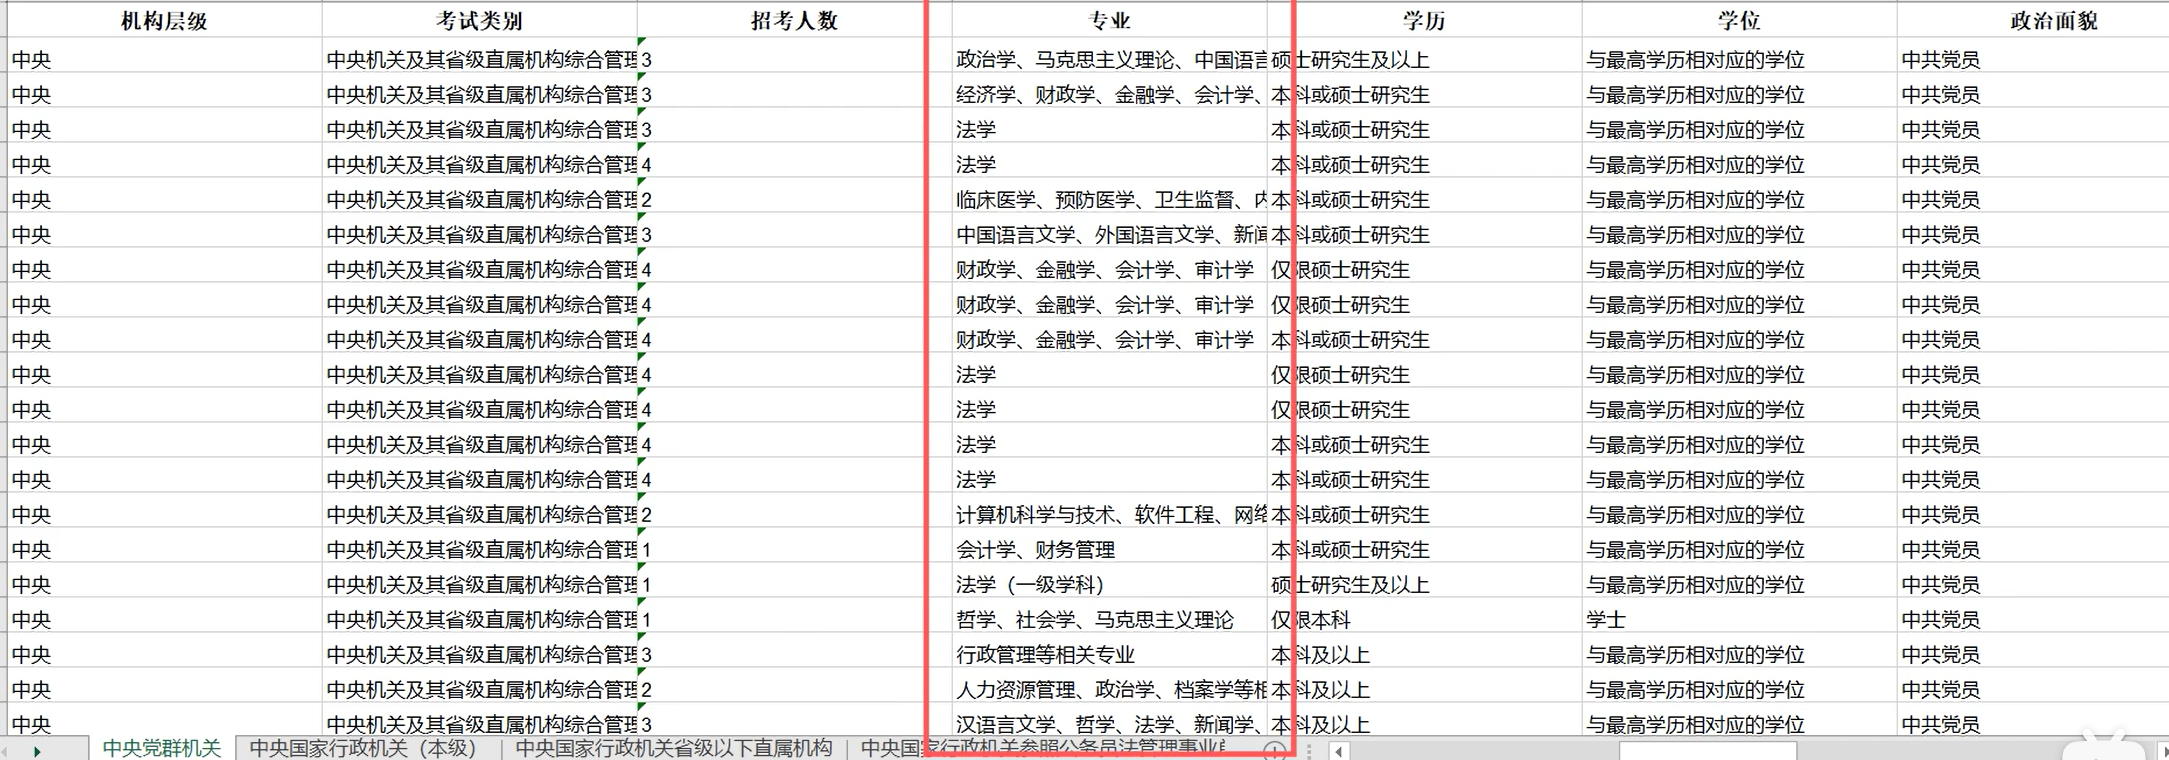 机构层级 考试类别 招考人数 专业 学历 学位 政治面貌
中央 中央机关及其省级直属机构综合管理 3 政治学、马克思主义理论、中国语言 硕士研究生及以上 与最高学历相对应的学位 中共党员
中央 中央机关及其省级直属机构综合管理 3 经济学、财政学、金融学、会计学、 本科或硕士研究生 与最高学历相对应的学位 中共党员
中央 中央机关及其省级直属机构综合管理 3 法学 本科或硕士研究生 与最高学历相对应的学位 中共党员
中央 中央机关及其省级直属机构综合管理 4 法学 本科或硕士研究生 与最高学历相对应的学位 中共党员
中央 中央机关及其省级直属机构综合管理 2 临床医学、预防医学、卫生监督、 本科或硕士研究生 与最高学历相对应的学位 中共党员
中央 中央机关及其省级直属机构综合管理 3 中国语言文学、外国语言文学、新闻 本科或硕士研究生 与最高学历相对应的学位 中共党员
中央 中央机关及其省级直属机构综合管理 4 财政学、金融学、会计学、审计学 仅限硕士研究生 与最高学历相对应的学位 中共党员
中央 中央机关及其省级直属机构综合管理 4 财政学、金融学、会计学、审计学 仅限硕士研究生 与最高学历相对应的学位 中共党员
中央 中央机关及其省级直属机构综合管理 4 财政学、金融学、会计学、审计学 本科或硕士研究生 与最高学历相对应的学位 中共党员
中央 中央机关及其省级直属机构综合管理 4 法学 仅限硕士研究生 与最高学历相对应的学位 中共党员
中央 中央机关及其省级直属机构综合管理 4 法学 仅限硕士研究生 与最高学历相对应的学位 中共党员
中央 中央机关及其省级直属机构综合管理 4 法学 本科或硕士研究生 与最高学历相对应的学位 中共党员
中央 中央机关及其省级直属机构综合管理 4 法学 本科或硕士研究生 与最高学历相对应的学位 中共党员
中央 中央机关及其省级直属机构综合管理 2 计算机科学与技术、软件工程、网络 本科或硕士研究生 与最高学历相对应的学位 中共党员
中央 中央机关及其省级直属机构综合管理 1 会计学、财务管理 本科或硕士研究生 与最高学历相对应的学位 中共党员
中央 中央机关及其省级直属机构综合管理 1 法学（一级学科） 硕士研究生及以上 与最高学历相对应的学位 中共党员
中央 中央机关及其省级直属机构综合管理 1 哲学、社会学、马克思主义理论 仅限本科 学士 中共党员
中央 中央机关及其省级直属机构综合管理 3 行政管理等相关专业 本科及以上 与最高学历相对应的学位 中共党员
中央 中央机关及其省级直属机构综合管理 2 人力资源管理、政治学、档案学等相 本科及以上 与最高学历相对应的学位 中共党员
中央 中央机关及其省级直属机构综合管理 3 汉语言文学、哲学、法学、新闻学、 本科及以上 与最高学历相对应的学位 中共党员
中央党群机关 中央国家行政机关（本级） 中央国家行政机关省级以下直属机构 中央国家行政机关参照公务员法管理事业